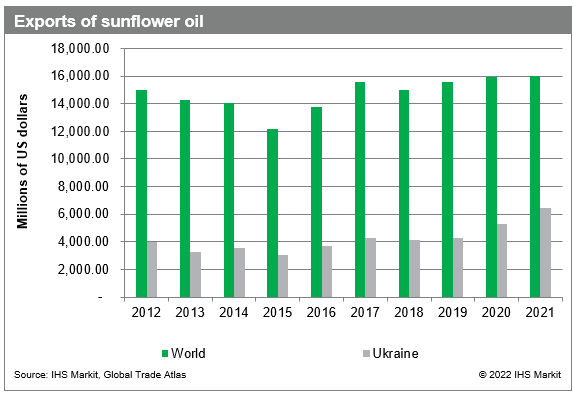 Exports of sunflower oil
Millions of US dollars
18,000.00
16,000.00
14,000.00
12,000.00
10,000.00
8,000.00
6,000.00
4,000.00
2,000.00
-
2012 2013 2014 2015 2016 2017 2018 2019 2020 2021
World Ukraine
Source: IHS Markit, Global Trade Atlas © 2022 IHS Markit